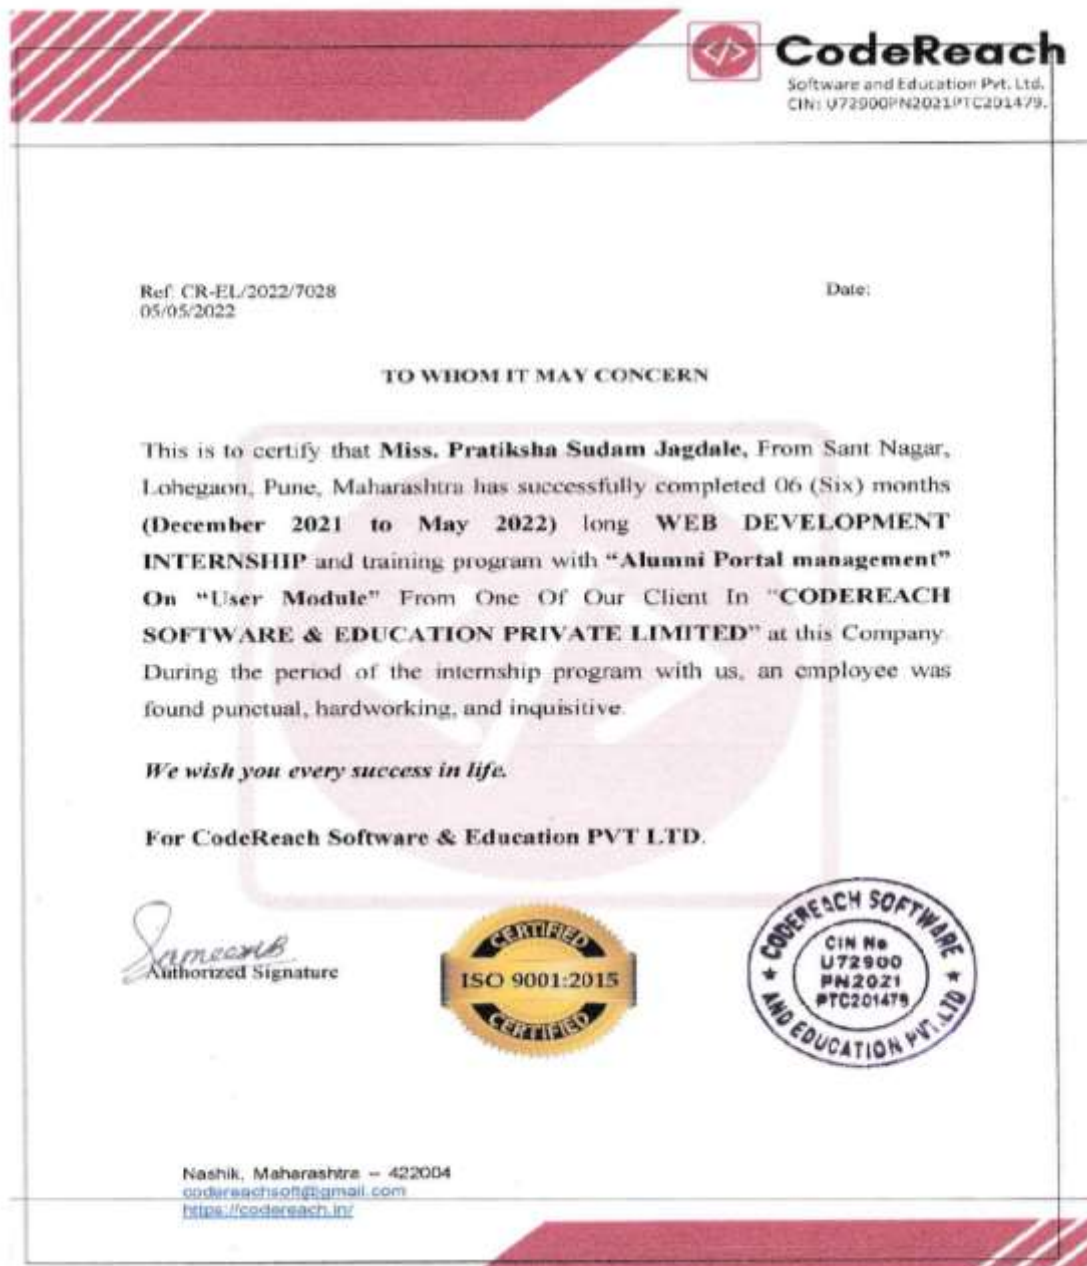 CodeReach
Software and Education Pvt. Ltd.
CIN: U72900PN2021PTC201479.
Ref: CR-EL/2022/7028
Date:
05/05/2022
TO WHOM IT MAY CONCERN
This is to certify that Miss. Pratiksha Sudam Jagdale, From Sant Nagar,
Lohegaon, Pune, Maharashtra has successfully completed 06 (Six) months
(December 2021 to May 2022) long WEB DEVELOPMENT
INTERNSHIP and training program with “Alumni Portal management”
On “User Module” From One Of Our Client In “CODEREACH
SOFTWARE & EDUCATION PRIVATE LIMITED” at this Company.
During the period of the internship program with us, an employee was
found punctual, hardworking, and inquisitive.
We wish you every success in life.
For CodeReach Software & Education PVT LTD.
Authorized Signature
CERTIFIED
ISO 9001:2015
CERTIFIED
CODEREACH SOFTWARE
CIN No
U72900
PN2021
PTC201479
AND EDUCATION PVT. LTD
Nashik, Maharashtra – 422004
codereachsoft@gmail.com
https://codereach.in/